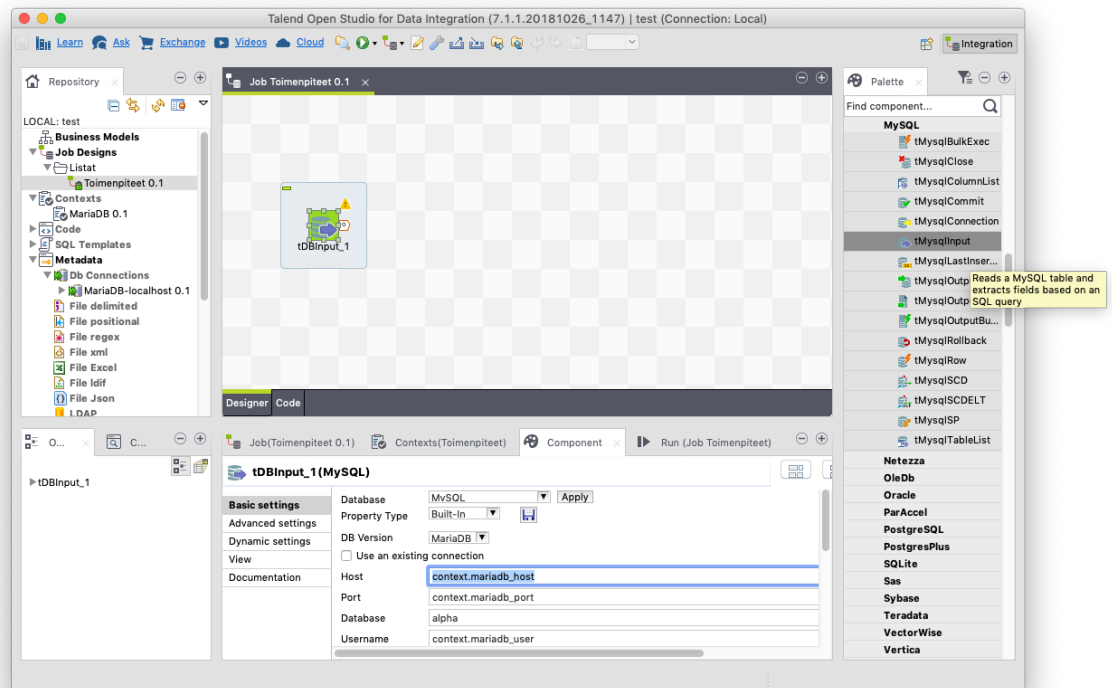 Talend Open Studio for Data Integration (7.1.1.20181026_1147) | test (Connection: Local)
Learn Ask Exchange Videos Cloud Integration
Repository
LOCAL: test
Business Models
Job Designs
Listat
Toimenpiteet 0.1
Contexts
MariaDB 0.1
Code
SQL Templates
Metadata
Db Connections
MariaDB-localhost 0.1
File delimited
File positional
File regex
File xml
File Excel
File ldif
File Json
LDAP
Job Toimenpiteet 0.1
tDBInput_1
Designer Code
Palette
Find component...
MySQL
tMysqlBulkExec
tMysqlClose
tMysqlColumnList
tMysqlCommit
tMysqlConnection
tMysqlInput
tMysqlLastInser...
tMysqlOutp
tMysqlOutp
tMysqlOutputBu...
tMysqlRollback
tMysqlRow
tMysqlSCD
tMysqlSCDELT
tMysqlSP
tMysqlTableList
Netezza
OleDb
Oracle
ParAccel
PostgreSQL
PostgresPlus
SQLite
Sas
Sybase
Teradata
VectorWise
Vertica
Reads a MySQL table and
extracts fields based on an
SQL query
O... C...
tDBInput_1
Job(Toimenpiteet 0.1) Contexts(Toimenpiteet) Component Run (Job Toimenpiteet)
tDBInput_1(MySQL)
Basic settings
Advanced settings
Dynamic settings
View
Documentation
Database MySQL Apply
Property Type Built-In
DB Version MariaDB
Use an existing connection
Host context.mariadb_host
Port context.mariadb_port
Database alpha
Username context.mariadb_user